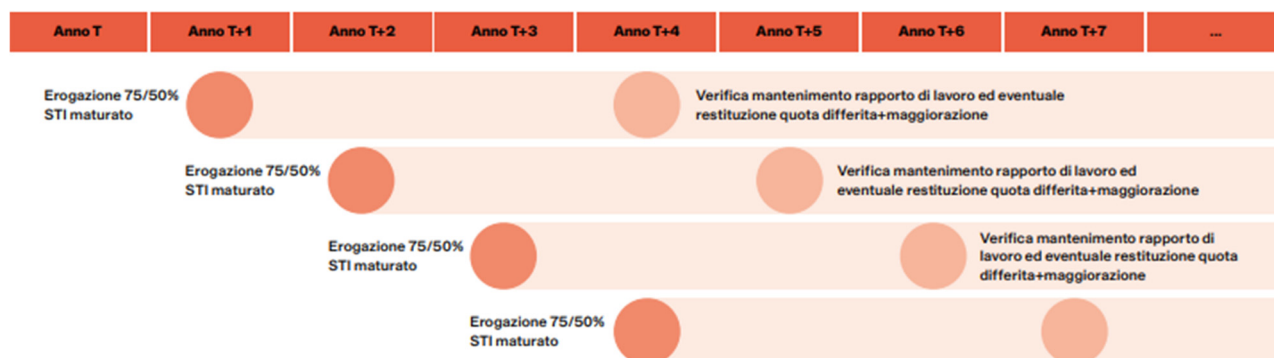 Anno T
Anno T+1
Anno T+2
Anno T+3
Anno T+4
Anno T+5
Anno T+6
Anno T+7
...
Erogazione 75/50%
STI maturato
Verifica mantenimento rapporto di lavoro ed eventuale
restituzione quota differita+maggiorazione
Erogazione 75/50%
STI maturato
Verifica mantenimento rapporto di lavoro ed
eventuale restituzione quota differita+maggiorazione
Erogazione 75/50%
STI maturato
Verifica mantenimento rapporto di
lavoro ed eventuale restituzione quota
differita+maggiorazione
Erogazione 75/50%
STI maturato